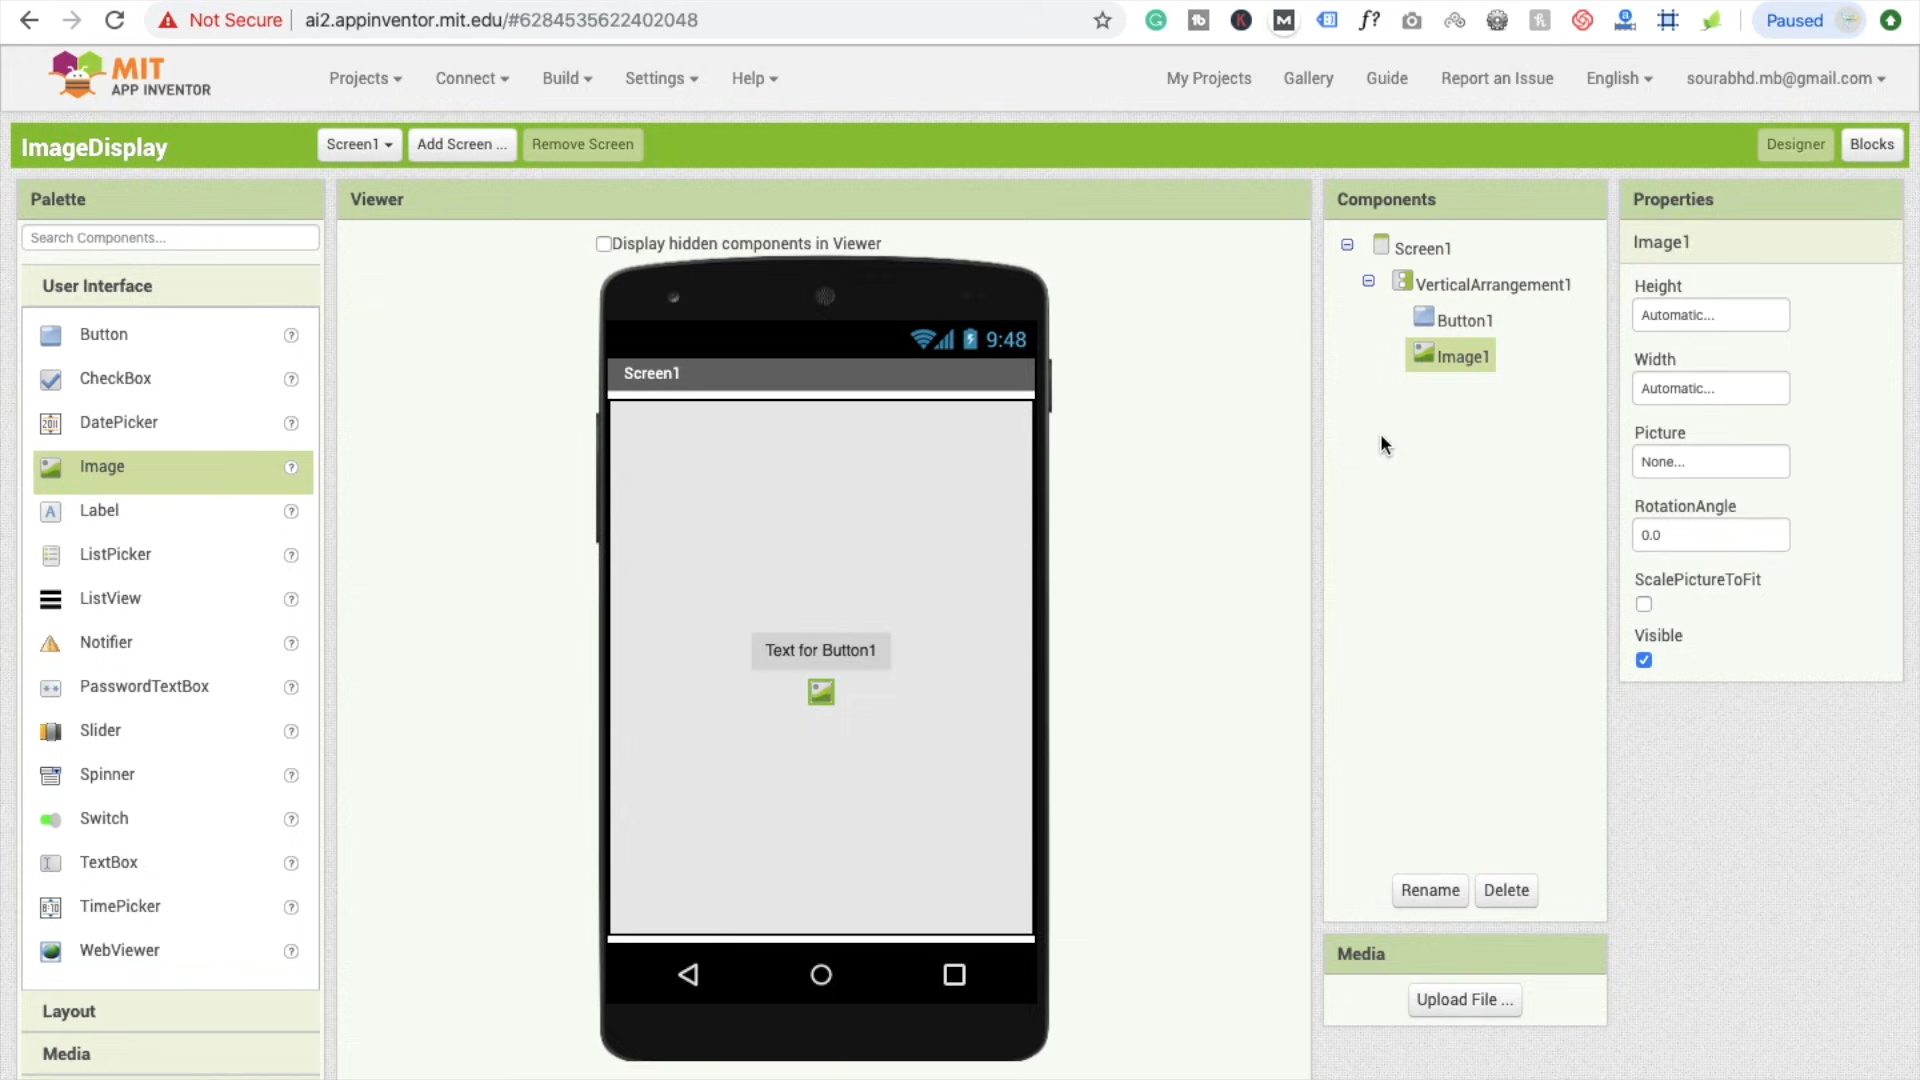 Not Secure ai2.appinventor.mit.edu/#6284535622402048 Paused
MIT
APP INVENTOR
Projects Connect Build Settings Help My Projects Gallery Guide Report an Issue English sourabhd.mb@gmail.com
ImageDisplay Screen1 Add Screen ... Remove Screen Designer Blocks
Palette
Search Components...
User Interface
Button
CheckBox
DatePicker
Image
Label
ListPicker
ListView
Notifier
PasswordTextBox
Slider
Spinner
Switch
TextBox
TimePicker
WebViewer
Layout
Media
Viewer
Display hidden components in Viewer
9:48
Screen1
Text for Button1
Components
Screen1
VerticalArrangement1
Button1
Image1
Rename Delete
Media
Upload File ...
Properties
Image1
Height
Automatic...
Width
Automatic...
Picture
None...
RotationAngle
0.0
ScalePictureToFit
Visible